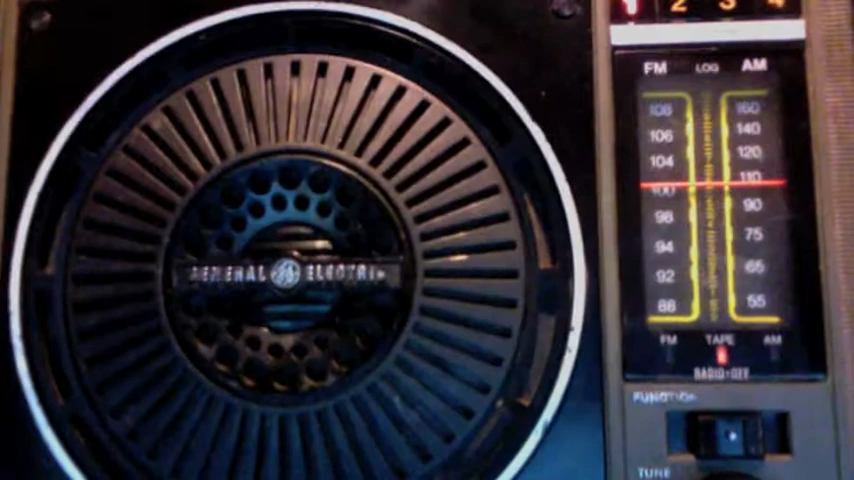 1 2 3 4
FM LOG AM
108 160
106 140
104 120
110
100
98 90
94 75
92 65
88 55
FM TAPE AM
RADIO•OFF
GENERAL GE ELECTRIC
FUNCTION
TUNE